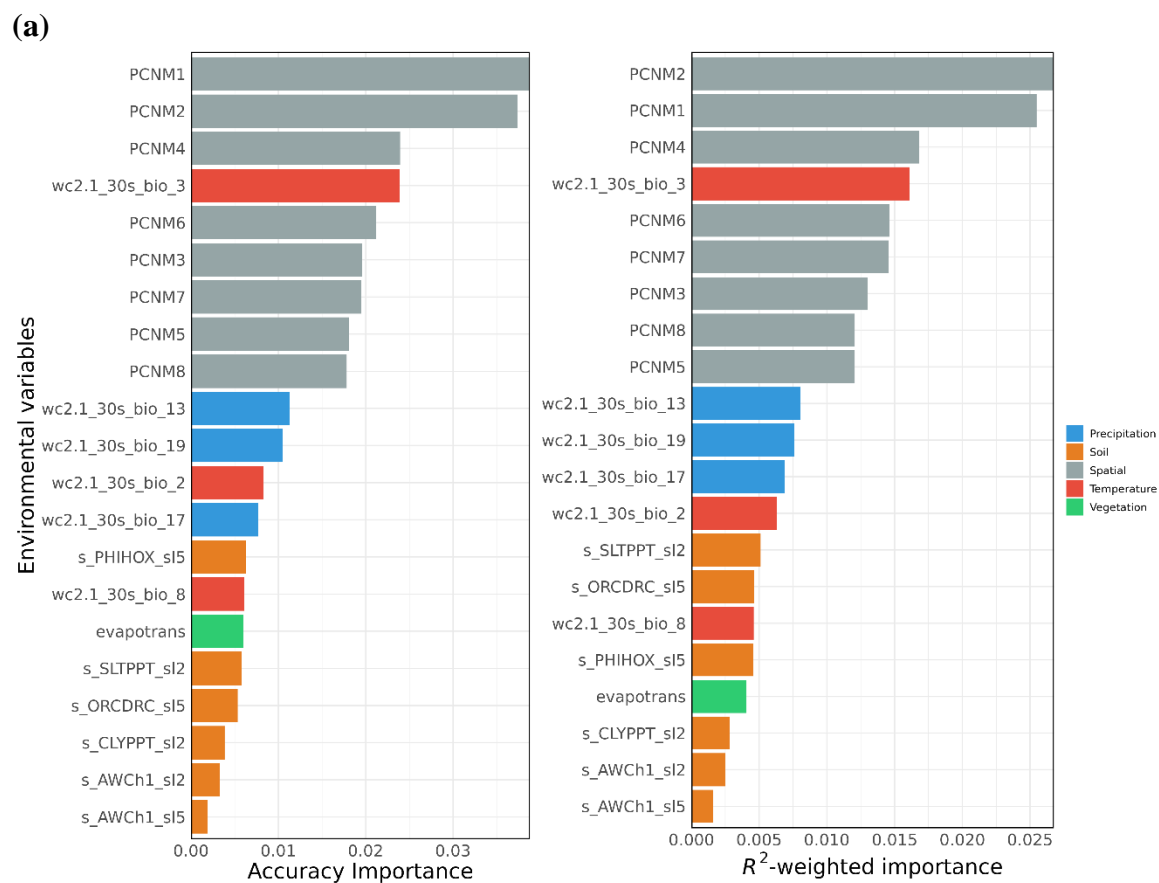 (a)
Environmental variables
PCNM1
PCNM2
PCNM4
wc2.1_30s_bio_3
PCNM6
PCNM3
PCNM7
PCNM5
PCNM8
wc2.1_30s_bio_13
wc2.1_30s_bio_19
wc2.1_30s_bio_2
wc2.1_30s_bio_17
s_PHIHOX_sl5
wc2.1_30s_bio_8
evapotrans
s_SLTPPT_sl2
s_ORCDRC_sl5
s_CLYPPT_sl2
s_AWCh1_sl2
s_AWCh1_sl5
0.00 0.01 0.02 0.03
Accuracy Importance
PCNM2
PCNM1
PCNM4
wc2.1_30s_bio_3
PCNM6
PCNM7
PCNM3
PCNM8
PCNM5
wc2.1_30s_bio_13
wc2.1_30s_bio_19
wc2.1_30s_bio_17
wc2.1_30s_bio_2
s_SLTPPT_sl2
s_ORCDRC_sl5
wc2.1_30s_bio_8
s_PHIHOX_sl5
evapotrans
s_CLYPPT_sl2
s_AWCh1_sl2
s_AWCh1_sl5
0.000 0.005 0.010 0.015 0.020 0.025
R²-weighted importance
Precipitation
Soil
Spatial
Temperature
Vegetation